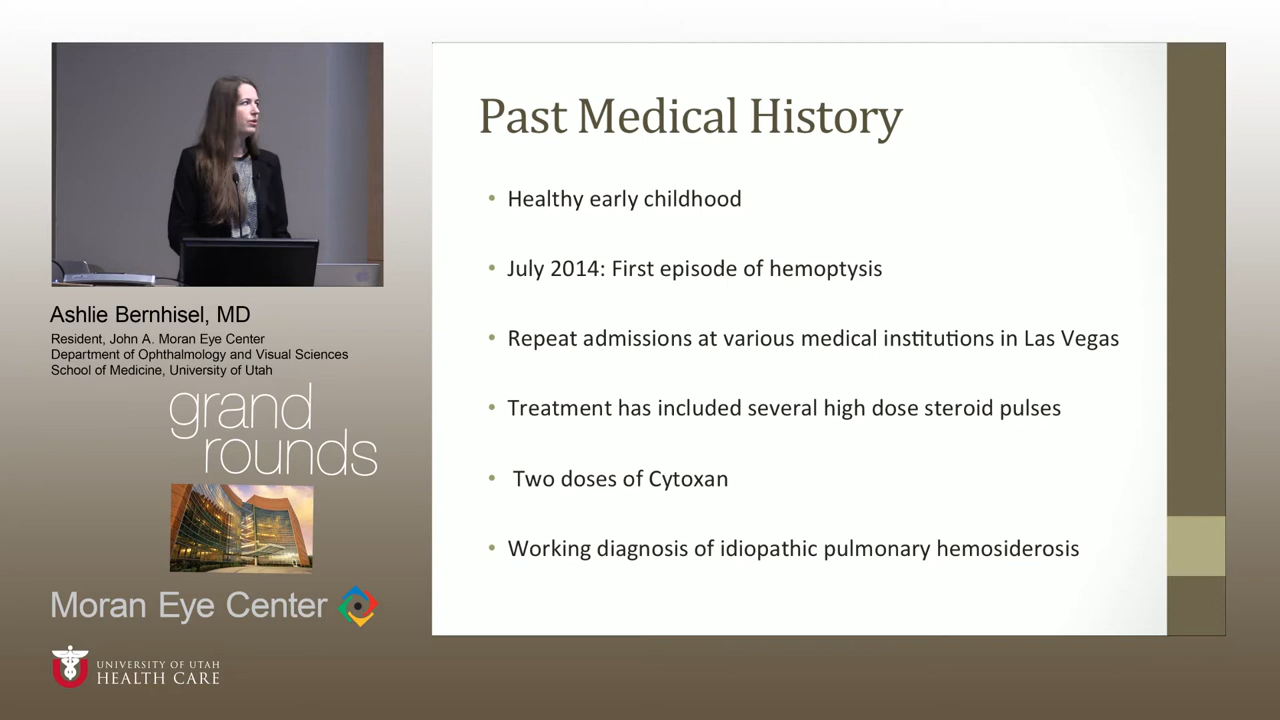 Past Medical History
• Healthy early childhood
• July 2014: First episode of hemoptysis
• Repeat admissions at various medical institutions in Las Vegas
• Treatment has included several high dose steroid pulses
• Two doses of Cytoxan
• Working diagnosis of idiopathic pulmonary hemosiderosis
Ashlie Bernhisel, MD
Resident, John A. Moran Eye Center
Department of Ophthalmology and Visual Sciences
School of Medicine, University of Utah
grand
rounds
Moran Eye Center
UNIVERSITY OF UTAH
HEALTH CARE